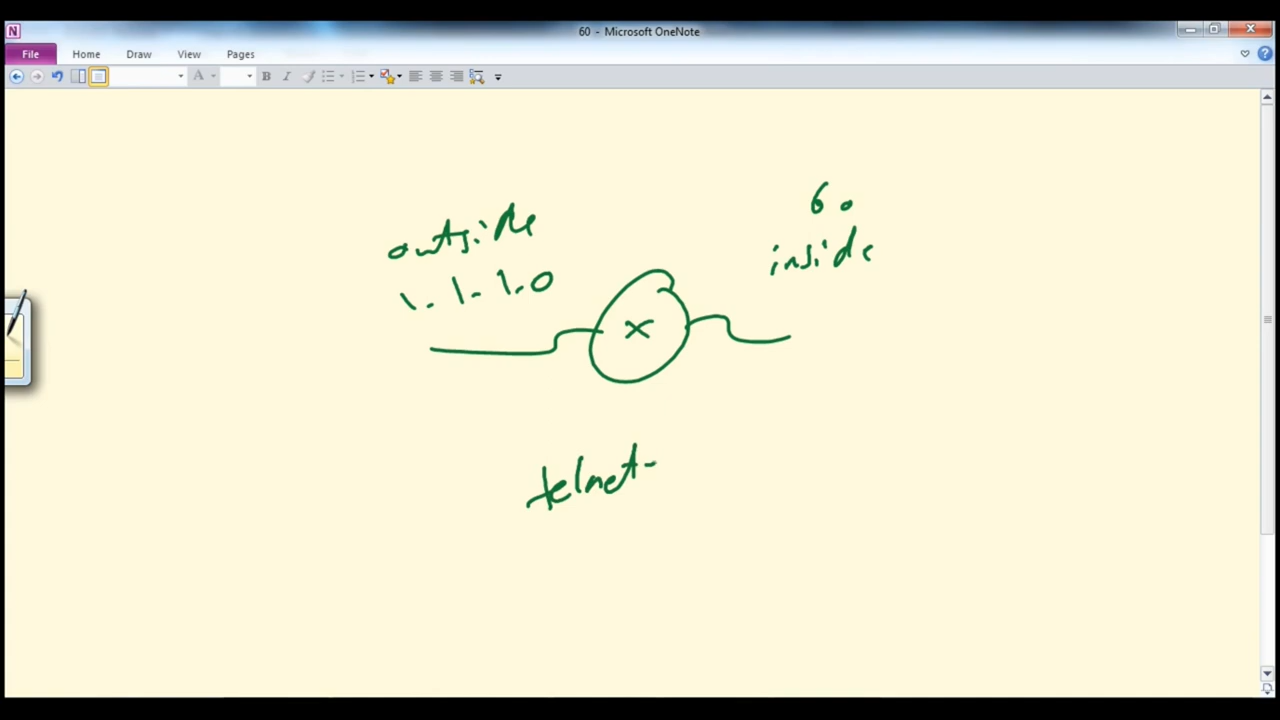 60 - Microsoft OneNote
File Home Draw View Pages
A B I
60
outside
inside
1.1.1.0
x
telnet-